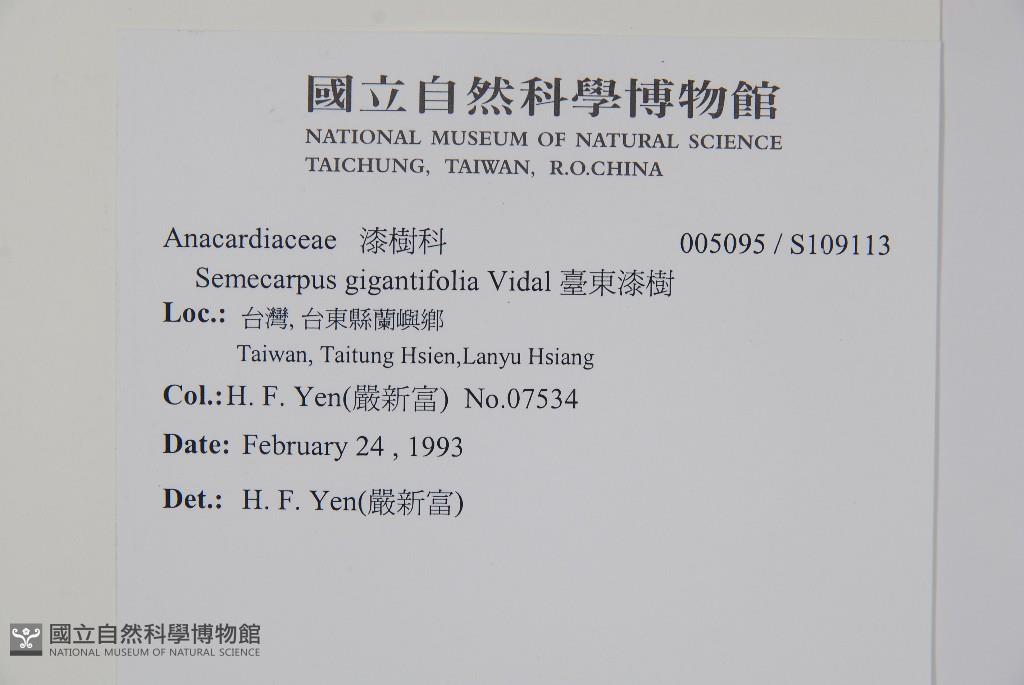 國立自然科學博物館
NATIONAL MUSEUM OF NATURAL SCIENCE
TAICHUNG, TAIWAN, R.O.CHINA
Anacardiaceae 漆樹科 005095 / S109113
Semecarpus gigantifolia Vidal 臺東漆樹
Loc.: 台灣, 台東縣蘭嶼鄉
Taiwan, Taitung Hsien,Lanyu Hsiang
Col.:H. F. Yen(嚴新富) No.07534
Date: February 24 , 1993
Det.: H. F. Yen(嚴新富)
國立自然科學博物館
NATIONAL MUSEUM OF NATURAL SCIENCE